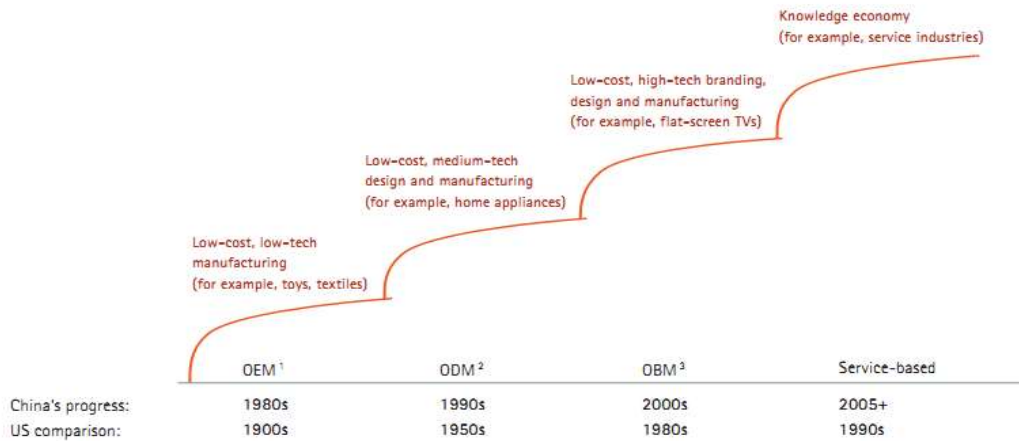 Knowledge economy
(for example, service industries)
Low-cost, high-tech branding,
design and manufacturing
(for example, flat-screen TVs)
Low-cost, medium-tech
design and manufacturing
(for example, home appliances)
Low-cost, low-tech
manufacturing
(for example, toys, textiles)
OEM ¹ ODM ² OBM ³ Service-based
China's progress: 1980s 1990s 2000s 2005+
US comparison: 1900s 1950s 1980s 1990s